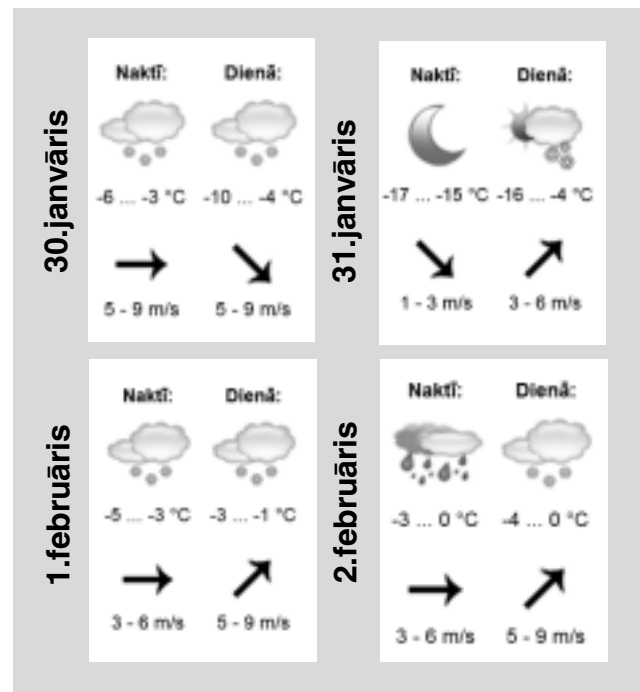 30.janvāris
Naktī: Dienā:
-6 ... -3 °C -10 ... -4 °C
5 - 9 m/s 5 - 9 m/s
31.janvāris
Naktī: Dienā:
-17 ... -15 °C -16 ... -4 °C
1 - 3 m/s 3 - 6 m/s
1.februāris
Naktī: Dienā:
-5 ... -3 °C -3 ... -1 °C
3 - 6 m/s 5 - 9 m/s
2.februāris
Naktī: Dienā:
-3 ... 0 °C -4 ... 0 °C
3 - 6 m/s 5 - 9 m/s